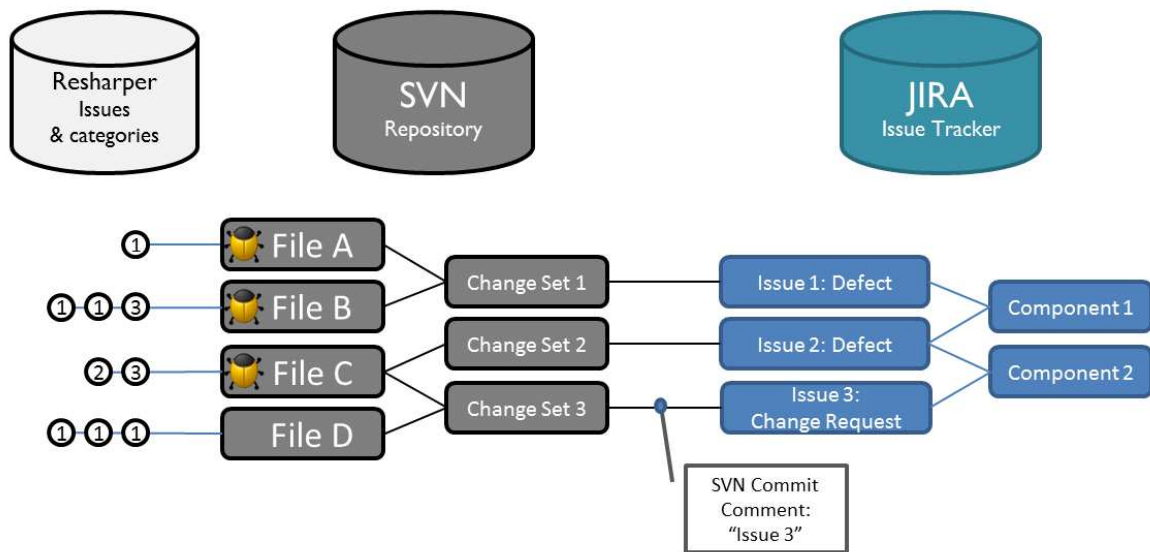 Resharper
Issues
& categories
SVN
Repository
JIRA
Issue Tracker
1
File A
1 1 3
File B
2 3
File C
1 1 1
File D
Change Set 1
Change Set 2
Change Set 3
Issue 1: Defect
Issue 2: Defect
Issue 3:
Change Request
Component 1
Component 2
SVN Commit
Comment:
“Issue 3”